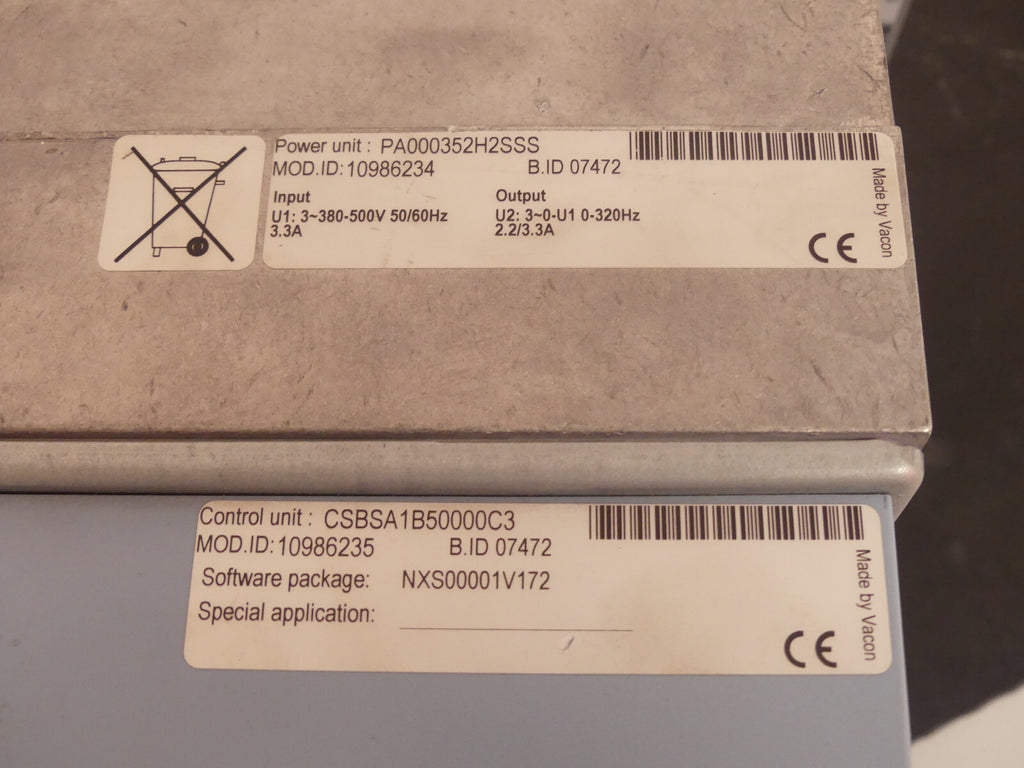 Power unit : PA000352H2SSS
MOD.ID: 10986234 B.ID 07472
Input Output
U1: 3~380-500V 50/60Hz U2: 3~0-U1 0-320Hz
3.3A 2.2/3.3A
CE
Made by Vacon
Control unit : CSBSA1B50000C3
MOD.ID: 10986235 B.ID 07472
Software package: NXS00001V172
Special application:
CE
Made by Vacon